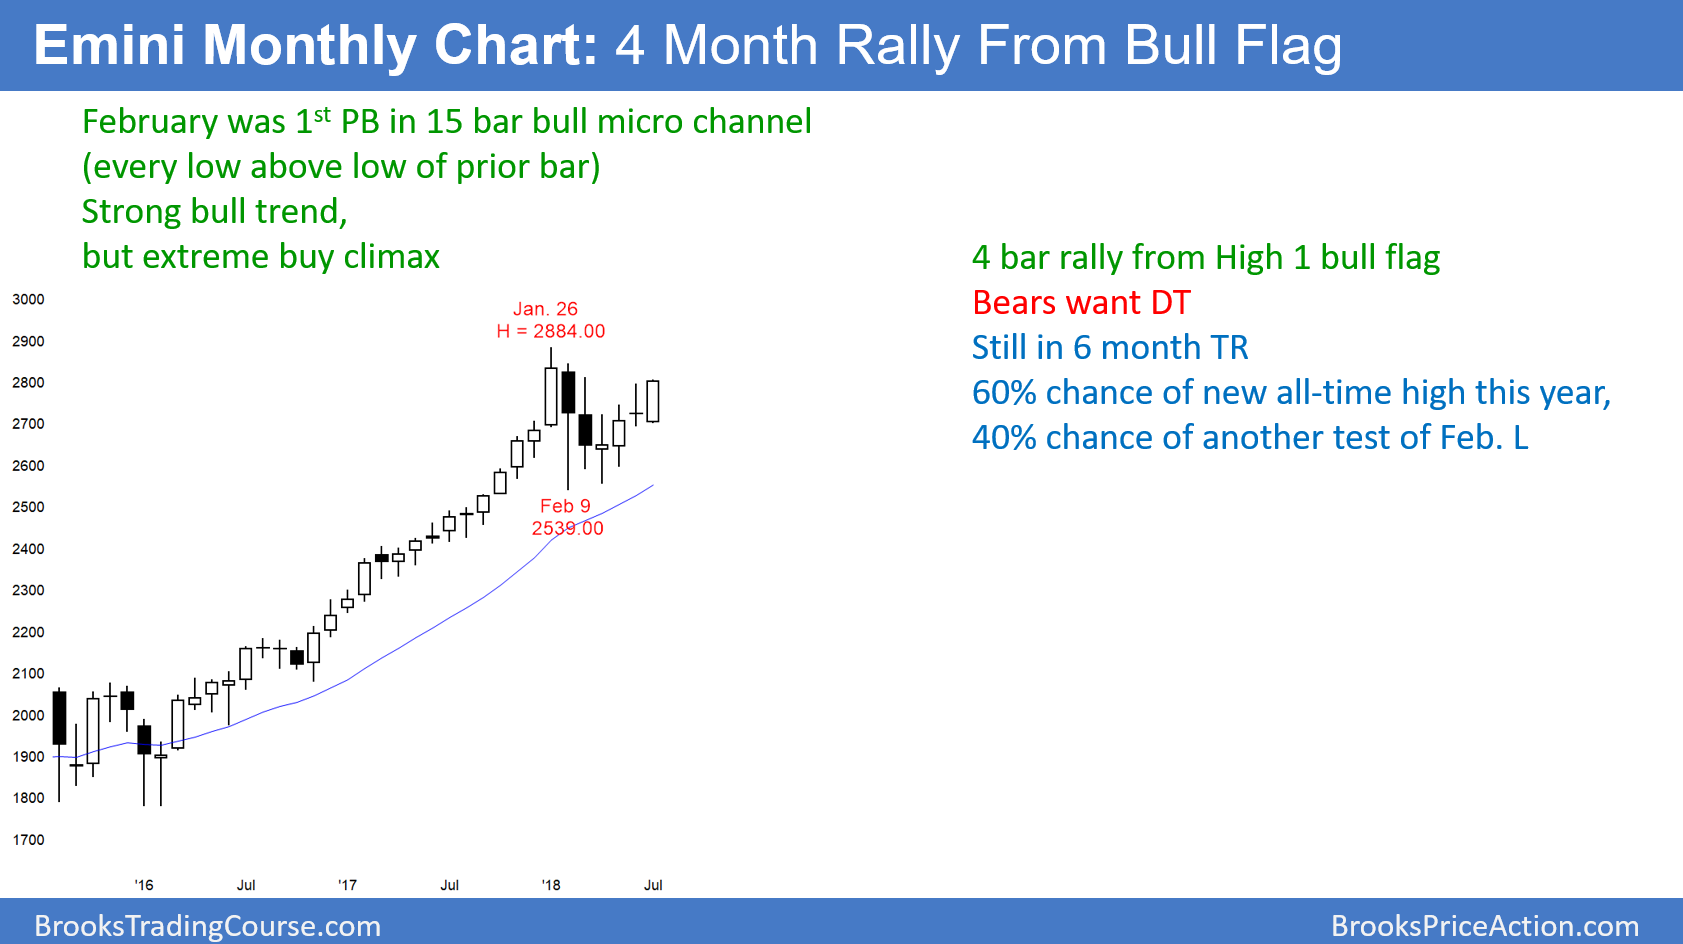 Emini Monthly Chart: 4 Month Rally From Bull Flag
February was 1st PB in 15 bar bull micro channel
(every low above low of prior bar)
Strong bull trend,
but extreme buy climax
4 bar rally from High 1 bull flag
Bears want DT
Still in 6 month TR
60% chance of new all-time high this year,
40% chance of another test of Feb. L
3000
2900
2800
2700
2600
2500
2400
2300
2200
2100
2000
1900
1800
1700
Jan. 26
H = 2884.00
Feb 9
2539.00
'16 Jul '17 Jul '18 Jul
BrooksTradingCourse.com BrooksPriceAction.com